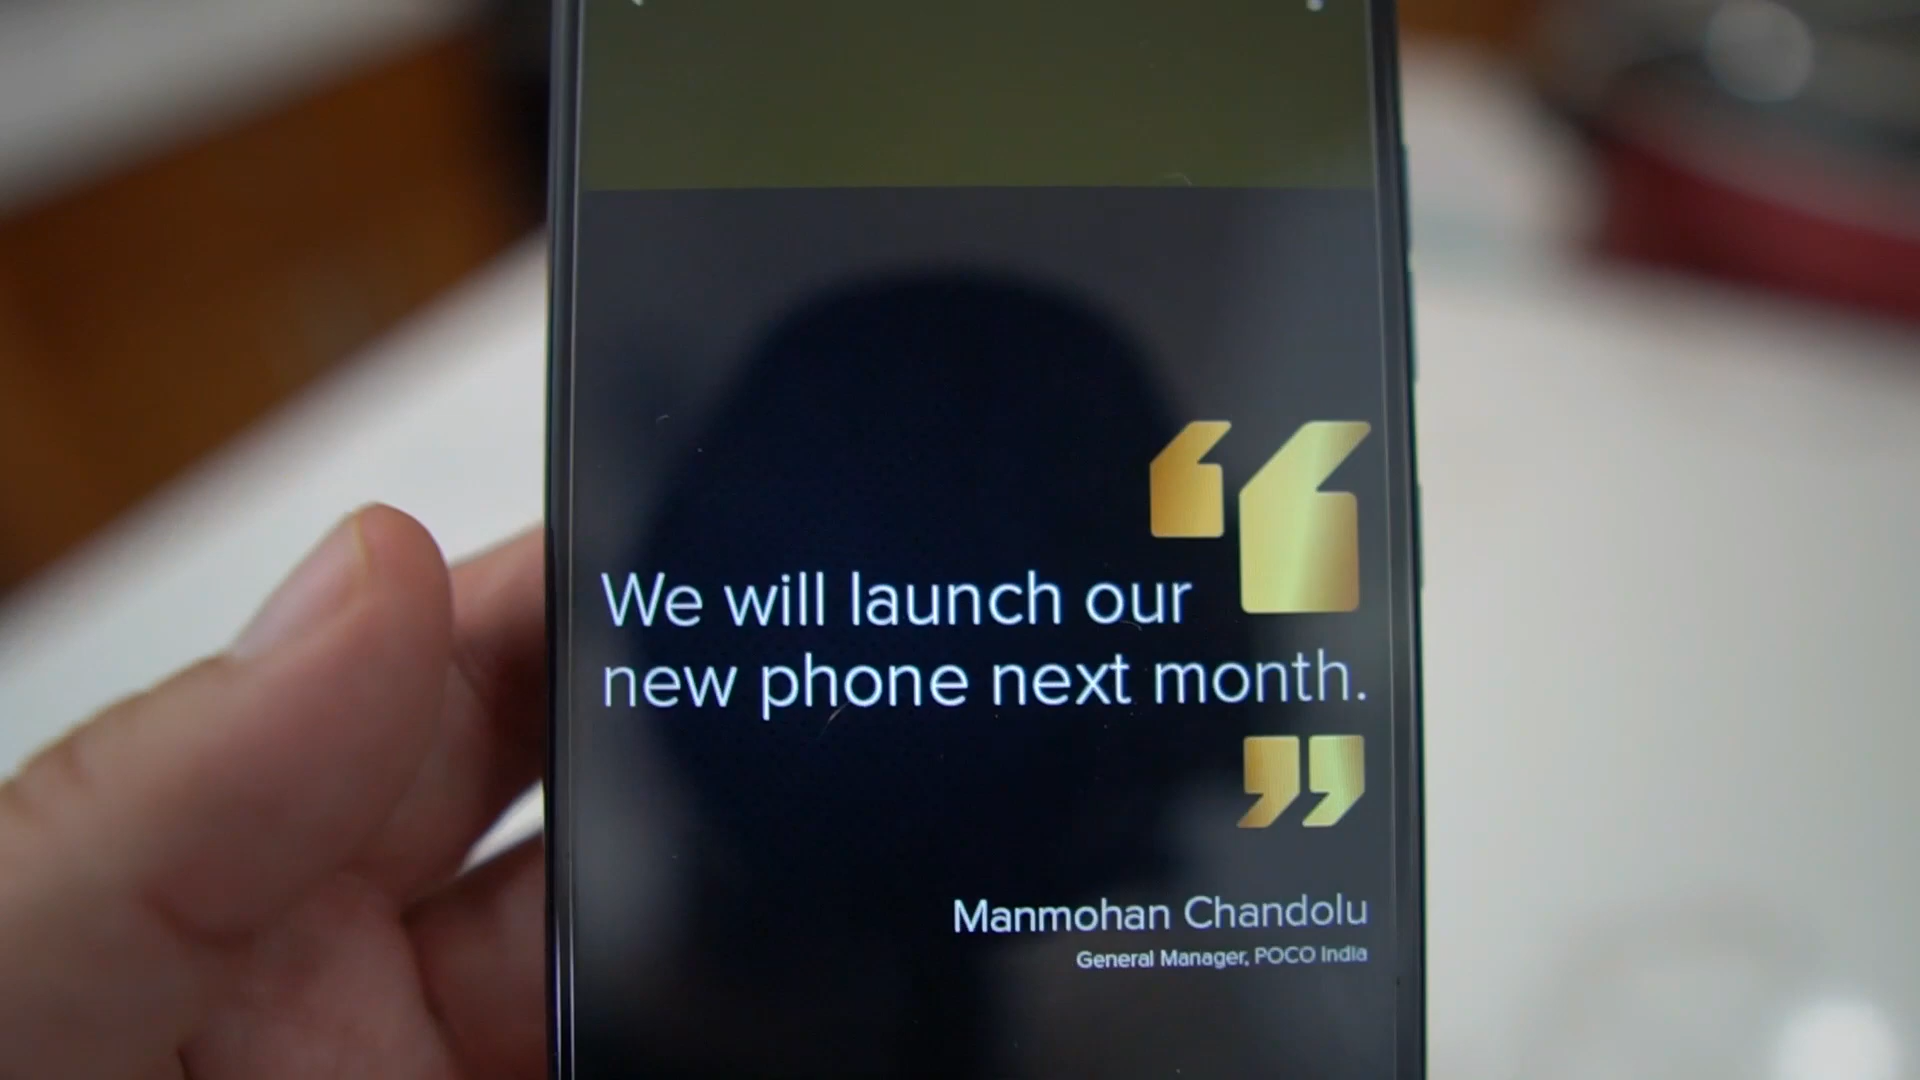 “
We will launch our
new phone next month.
”
Manmohan Chandolu
General Manager, POCO India